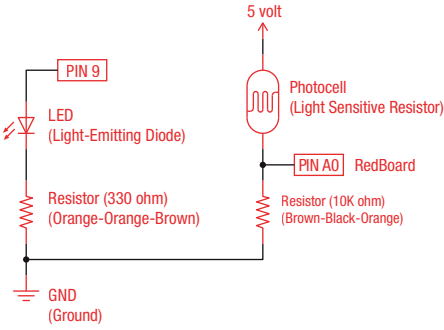 5 volt
PIN 9
Photocell
(Light Sensitive Resistor)
LED
(Light-Emitting Diode)
PIN A0 RedBoard
Resistor (330 ohm)
(Orange-Orange-Brown)
Resistor (10K ohm)
(Brown-Black-Orange)
GND
(Ground)